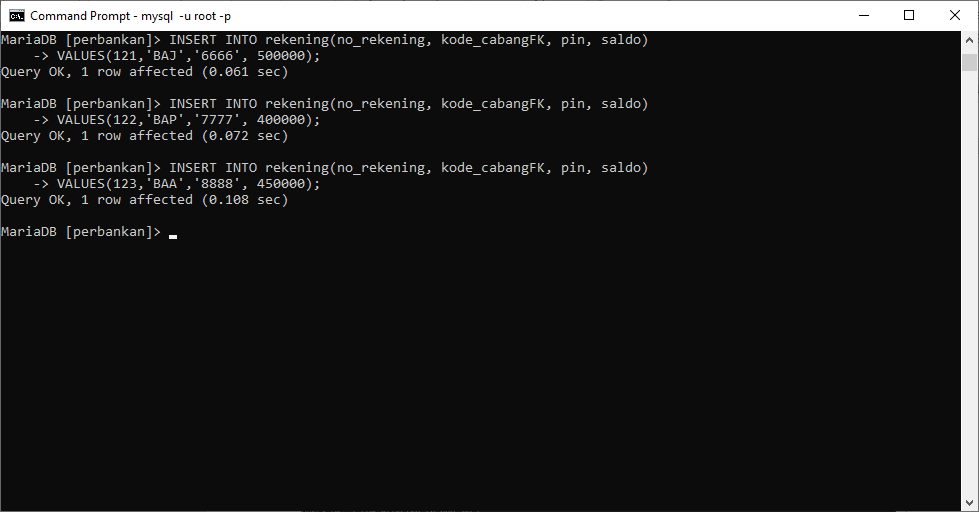 Command Prompt - mysql  -u root -p
MariaDB [perbankan]> INSERT INTO rekening(no_rekening, kode_cabangFK, pin, saldo)
    -> VALUES(121,'BAJ','6666', 500000);
Query OK, 1 row affected (0.061 sec)

MariaDB [perbankan]> INSERT INTO rekening(no_rekening, kode_cabangFK, pin, saldo)
    -> VALUES(122,'BAP','7777', 400000);
Query OK, 1 row affected (0.072 sec)

MariaDB [perbankan]> INSERT INTO rekening(no_rekening, kode_cabangFK, pin, saldo)
    -> VALUES(123,'BAA','8888', 450000);
Query OK, 1 row affected (0.108 sec)

MariaDB [perbankan]> _